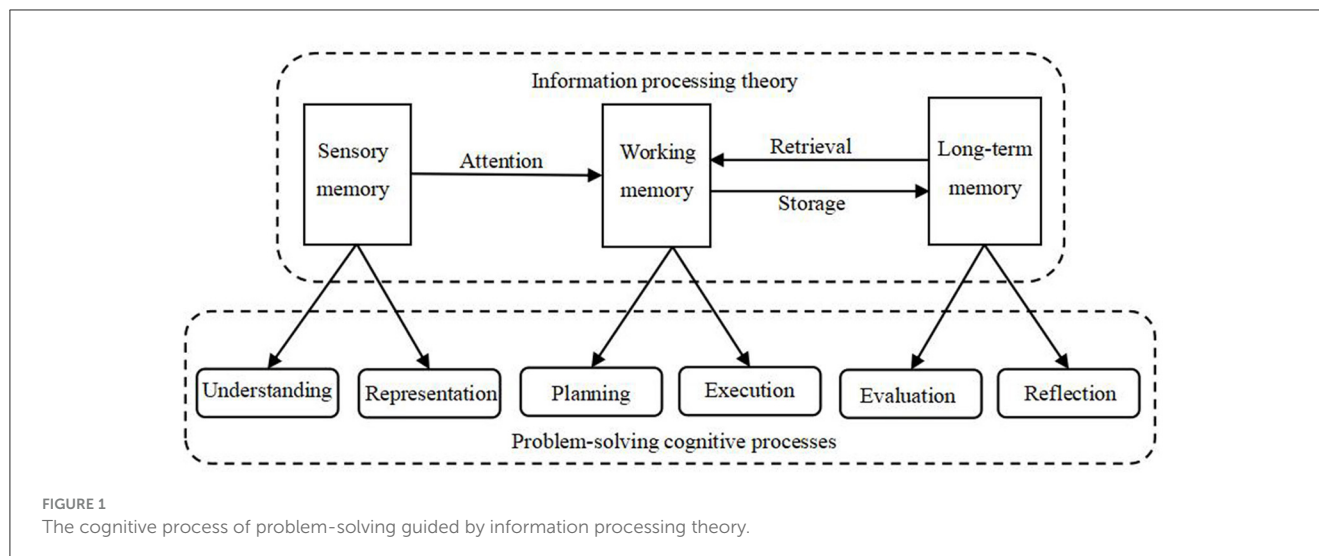 Information processing theory
Sensory
memory
Attention
Working
memory
Retrieval
Storage
Long-term
memory
Understanding
Representation
Planning
Execution
Evaluation
Reflection
Problem-solving cognitive processes
FIGURE 1
The cognitive process of problem-solving guided by information processing theory.